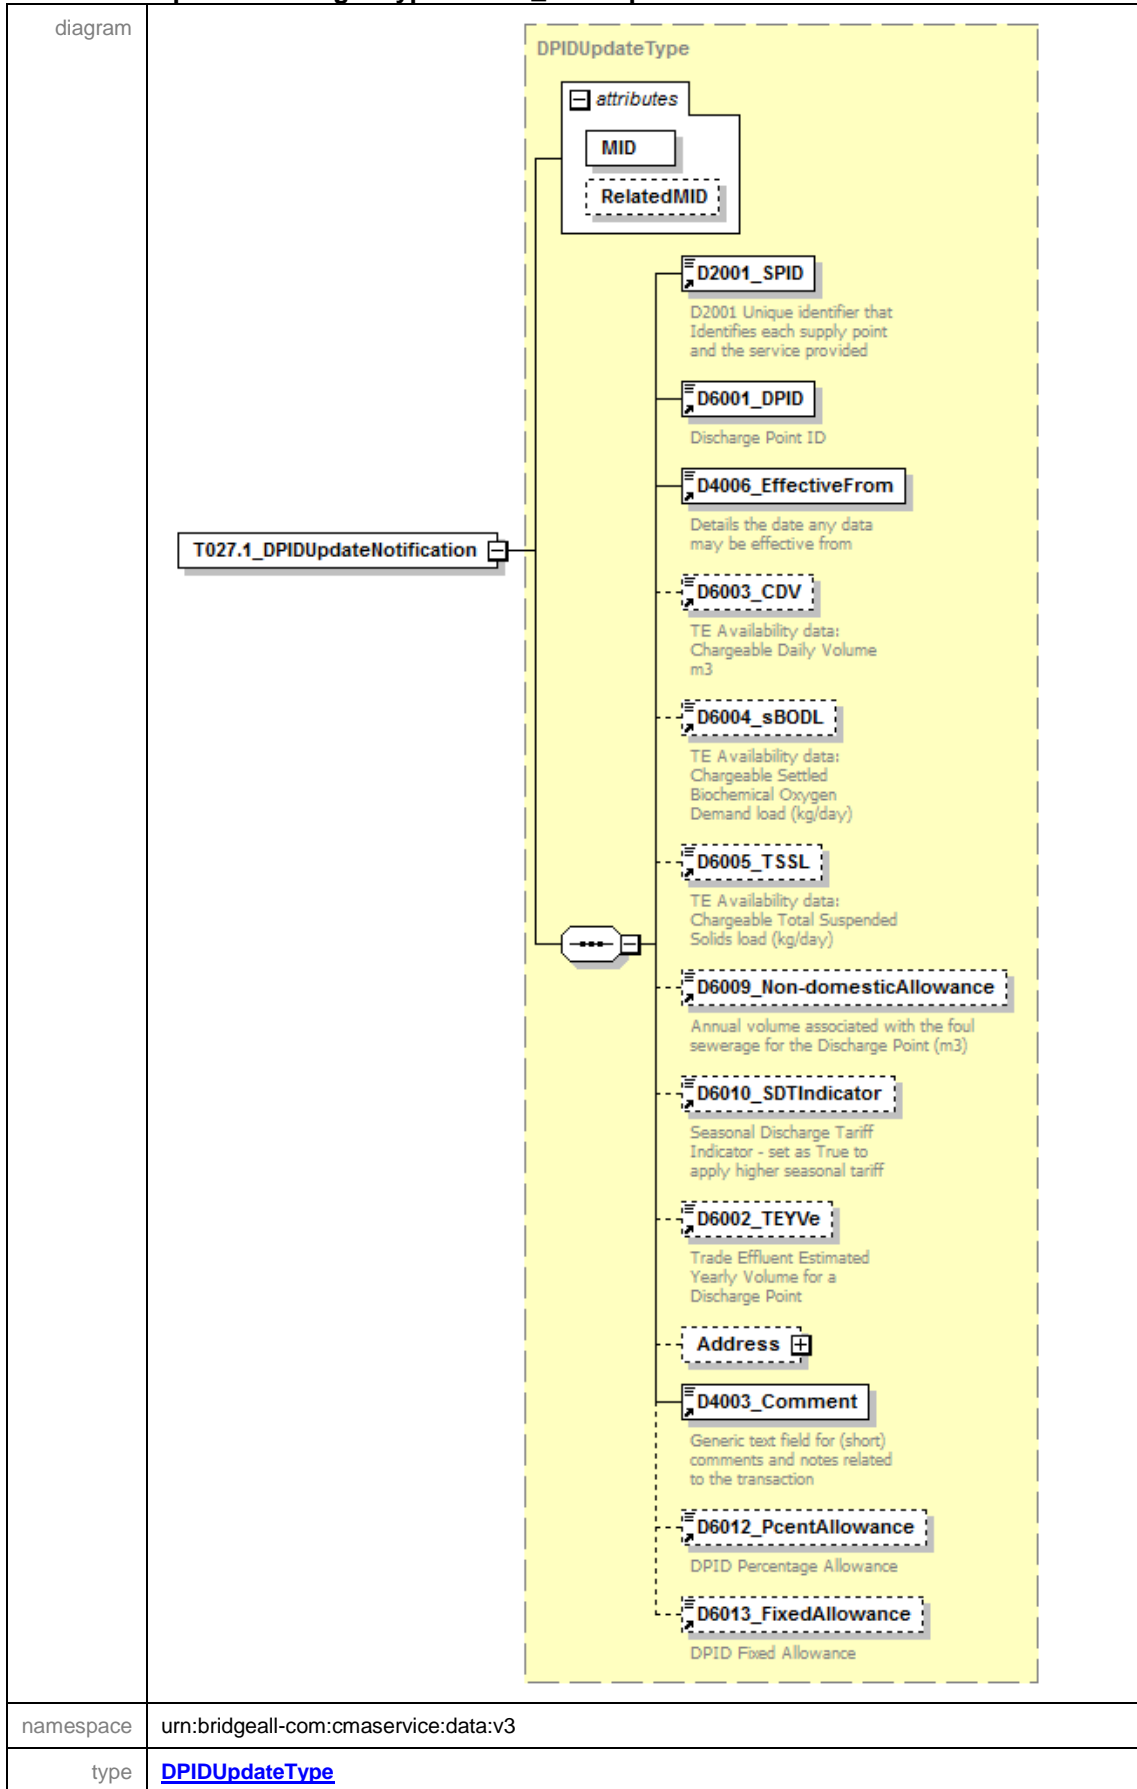 diagram
DPIDUpdateType
attributes
MID
RelatedMID
D2001_SPID
D2001 Unique identifier that
Identifies each supply point
and the service provided
D6001_DPID
Discharge Point ID
D4006_EffectiveFrom
Details the date any data
may be effective from
T027.1_DPIDUpdateNotification
D6003_CDV
TE Availability data:
Chargeable Daily Volume
m3
D6004_sBODL
TE Availability data:
Chargeable Settled
Biochemical Oxygen
Demand load (kg/day)
D6005_TSSL
TE Availability data:
Chargeable Total Suspended
Solids load (kg/day)
D6009_Non-domesticAllowance
Annual volume associated with the foul
sewerage for the Discharge Point (m3)
D6010_SDTIndicator
Seasonal Discharge Tariff
Indicator - set as True to
apply higher seasonal tariff
D6002_TEYVe
Trade Effluent Estimated
Yearly Volume for a
Discharge Point
Address
D4003_Comment
Generic text field for (short)
comments and notes related
to the transaction
D6012_PcentAllowance
DPID Percentage Allowance
D6013_FixedAllowance
DPID Fixed Allowance
namespace urn:bridgeall-com:cmaservice:data:v3
type DPIDUpdateType